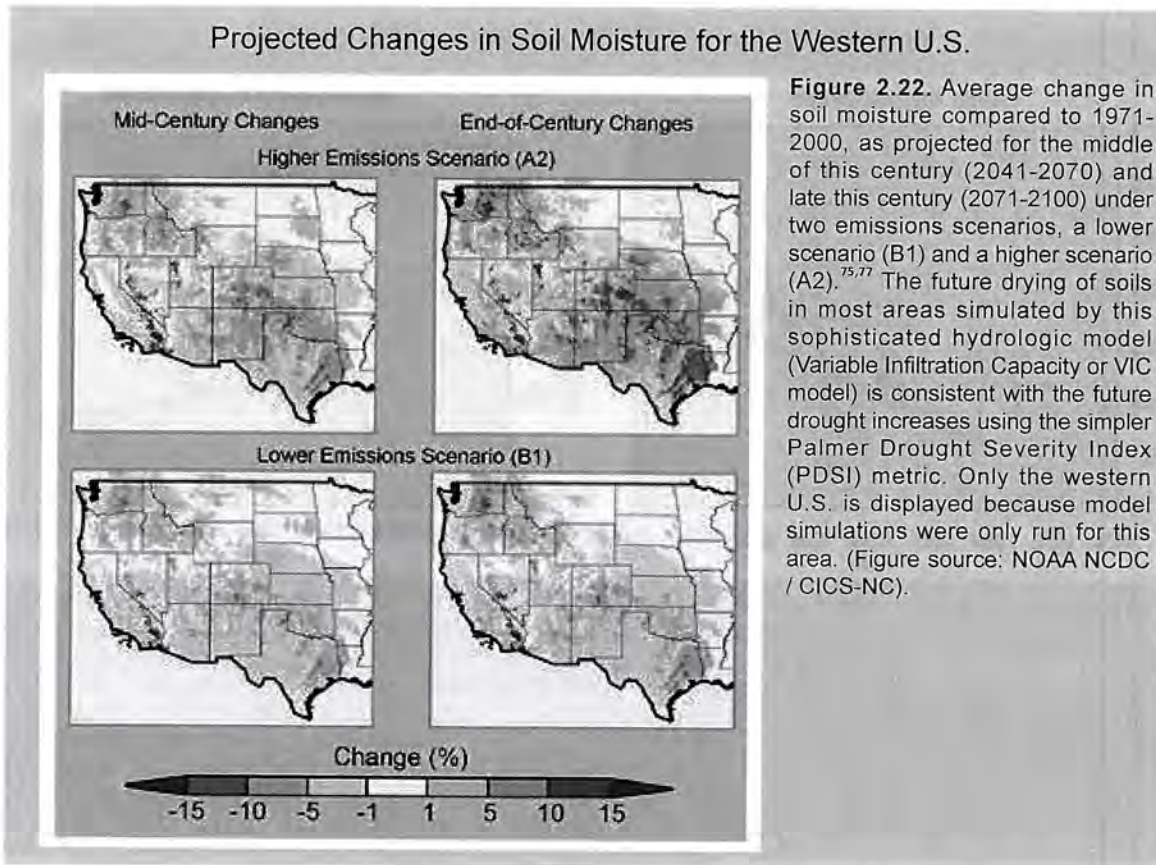 Projected Changes in Soil Moisture for the Western U.S.
Mid-Century Changes
End-of-Century Changes
Higher Emissions Scenario (A2)
Lower Emissions Scenario (B1)
Change (%)
-15 -10 -5 -1 1 5 10 15
Figure 2.22. Average change in
soil moisture compared to 1971-
2000, as projected for the middle
of this century (2041-2070) and
late this century (2071-2100) under
two emissions scenarios, a lower
scenario (B1) and a higher scenario
(A2).75,77 The future drying of soils
in most areas simulated by this
sophisticated hydrologic model
(Variable Infiltration Capacity or VIC
model) is consistent with the future
drought increases using the simpler
Palmer Drought Severity Index
(PDSI) metric. Only the western
U.S. is displayed because model
simulations were only run for this
area. (Figure source: NOAA NCDC
/ CICS-NC).